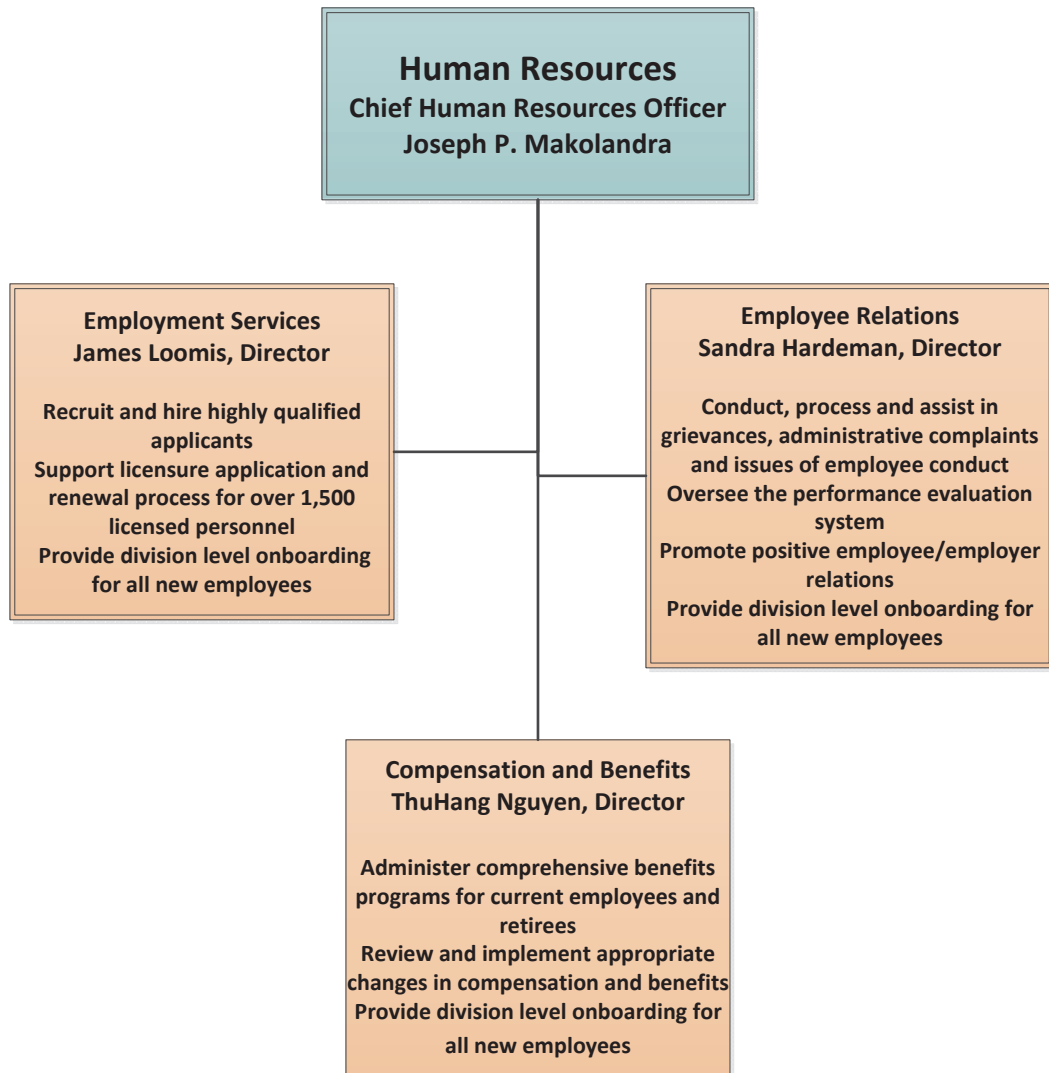 Human Resources
Chief Human Resources Officer
Joseph P. Makolandra
Employment Services
James Loomis, Director
Recruit and hire highly qualified
applicants
Support licensure application and
renewal process for over 1,500
licensed personnel
Provide division level onboarding
for all new employees
Employee Relations
Sandra Hardeman, Director
Conduct, process and assist in
grievances, administrative complaints
and issues of employee conduct
Oversee the performance evaluation
system
Promote positive employee/employer
relations
Provide division level onboarding for
all new employees
Compensation and Benefits
ThuHang Nguyen, Director
Administer comprehensive benefits
programs for current employees and
retirees
Review and implement appropriate
changes in compensation and benefits
Provide division level onboarding for
all new employees